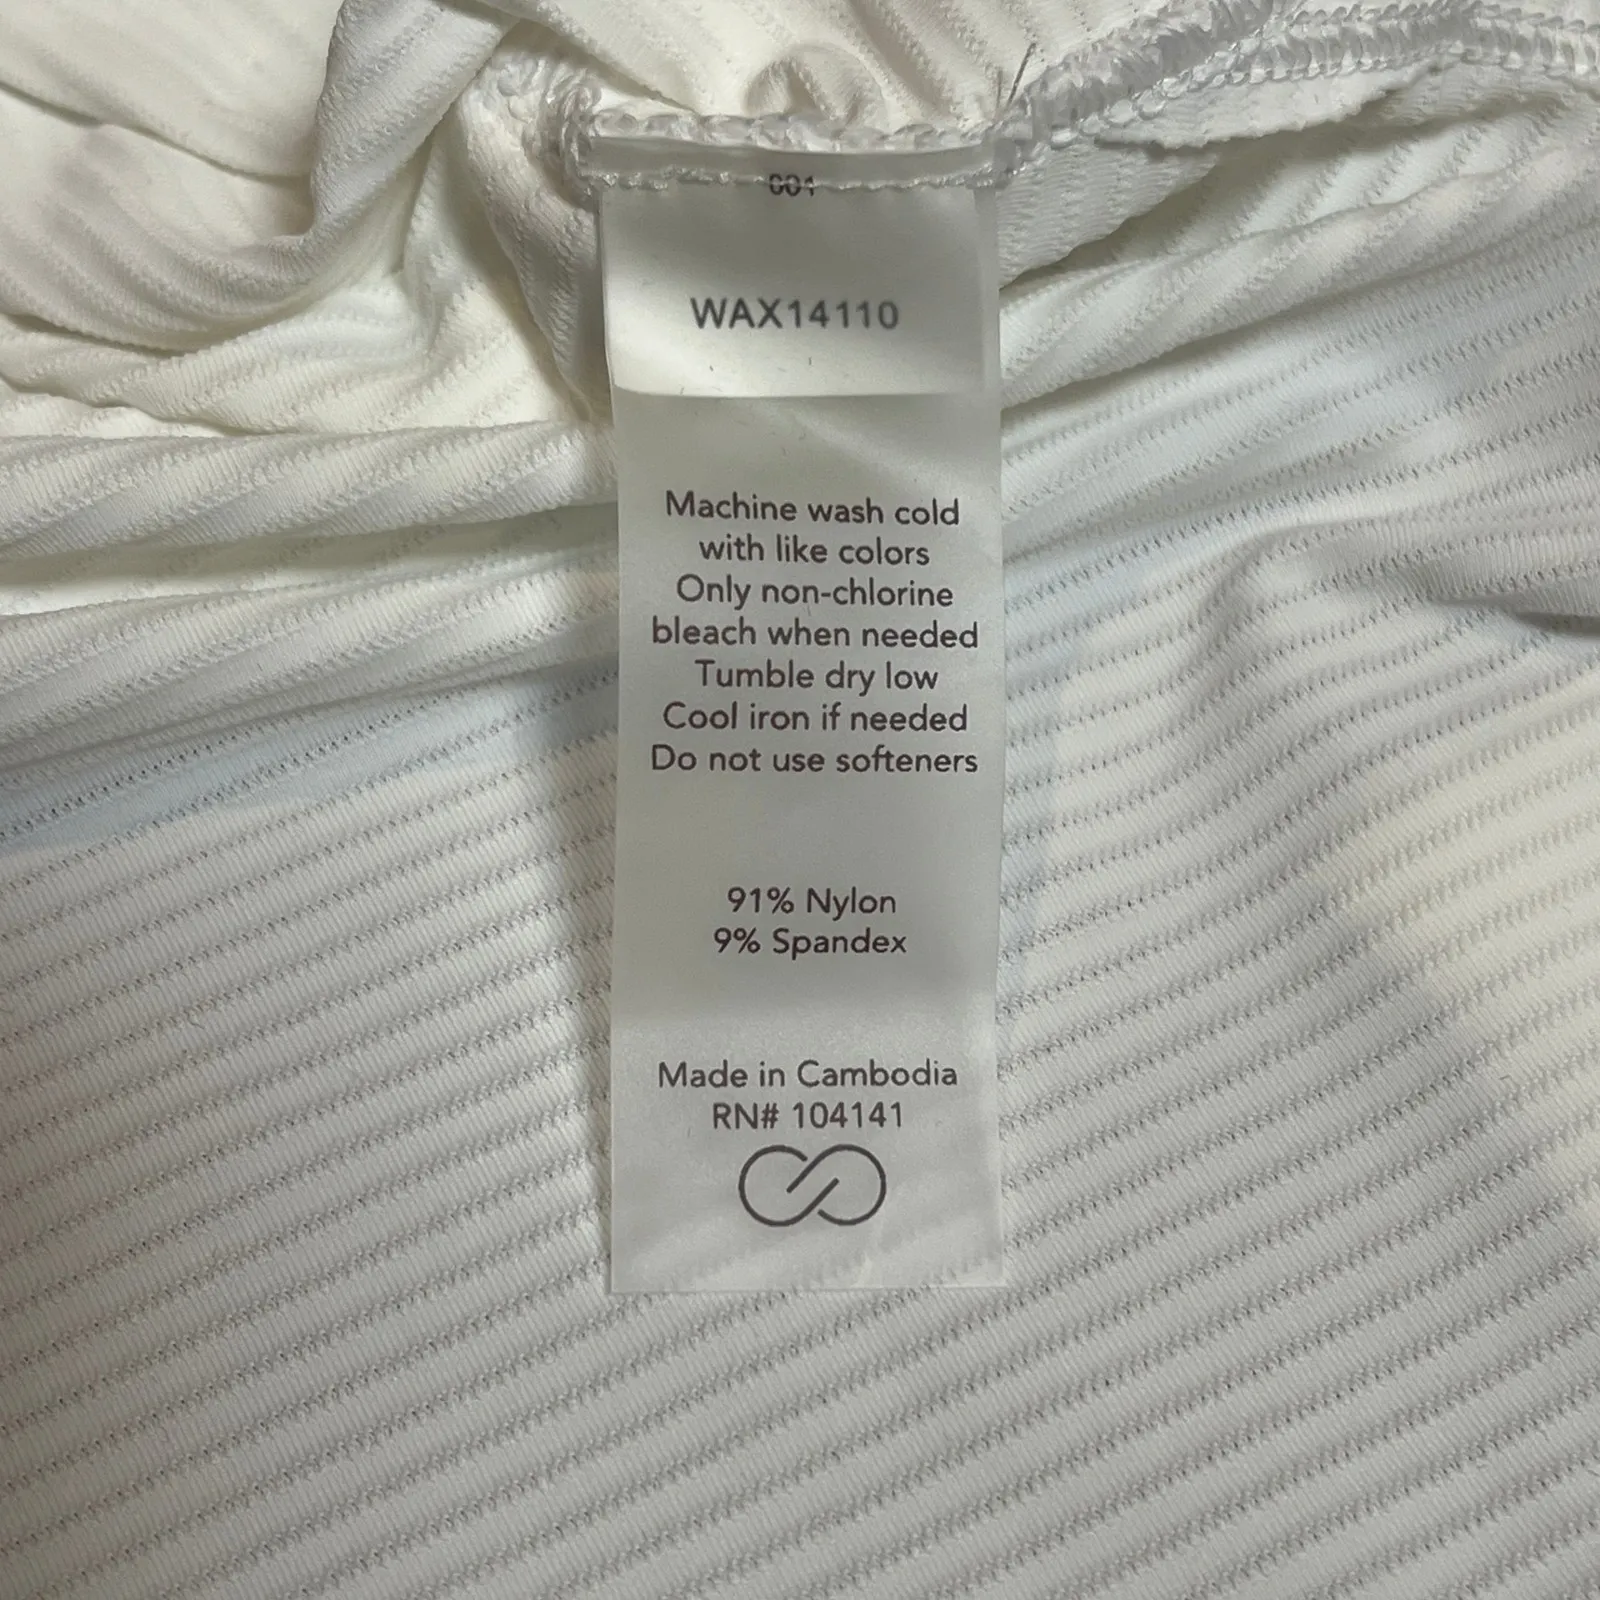 001
WAX14110
Machine wash cold
with like colors
Only non-chlorine
bleach when needed
Tumble dry low
Cool iron if needed
Do not use softeners
91% Nylon
9% Spandex
Made in Cambodia
RN# 104141